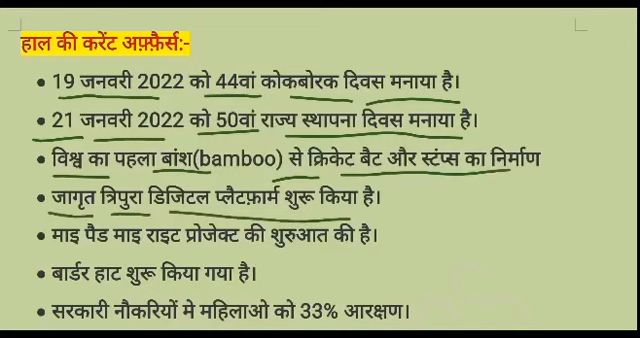 हाल की करेंट अफ़्फ़ैर्स:-
• 19 जनवरी 2022 को 44वां कोकबोरक दिवस मनाया है।
• 21 जनवरी 2022 को 50वां राज्य स्थापना दिवस मनाया है।
• विश्व का पहला बांश(bamboo) से क्रिकेट बैट और स्टंप्स का निर्माण
• जागृत त्रिपुरा डिजिटल प्लैटफ़ार्म शुरू किया है।
• माइ पैड माइ राइट प्रोजेक्ट की शुरुआत की है।
• बार्डर हाट शुरू किया गया है।
• सरकारी नौकरियों मे महिलाओ को 33% आरक्षण।